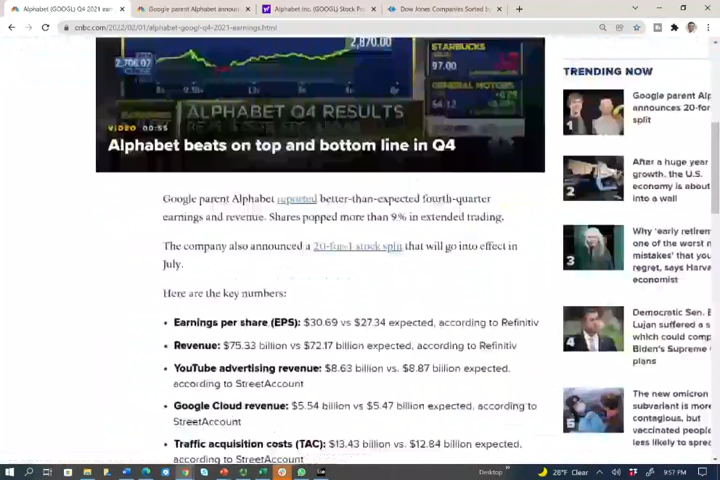 Alphabet (GOOGL) Q4 2021 ear
Google parent Alphabet announ
Alphabet Inc. (GOOGL) Stock Pr
Dow Jones Companies Sorted b
cnbc.com/2022/02/01/alphabet-googl-q4-2021-earnings.html
2,870.00
2,706.07
CLOSE
STARBUCKS
97.00
GENERAL MOTORS
54.12
ALPHABET Q4 RESULTS
VIDEO 00:55
Alphabet beats on top and bottom line in Q4
Google parent Alphabet reported better-than-expected fourth-quarter
earnings and revenue. Shares popped more than 9% in extended trading.
The company also announced a 20-for-1 stock split that will go into effect in
July.
Here are the key numbers:
• Earnings per share (EPS): $30.69 vs $27.34 expected, according to Refinitiv
• Revenue: $75.33 billion vs $72.17 billion expected, according to Refinitiv
• YouTube advertising revenue: $8.63 billion vs. $8.87 billion expected,
according to StreetAccount
• Google Cloud revenue: $5.54 billion vs $5.47 billion expected, according to
StreetAccount
• Traffic acquisition costs (TAC): $13.43 billion vs. $12.84 billion expected,
according to StreetAccount
TRENDING NOW
1
Google parent Alp
announces 20-for
split
2
After a huge year
growth, the U.S.
economy is about
into a wall
3
Why 'early retirem
one of the worst m
mistakes' that you
regret, says Harva
economist
4
Democratic Sen. B
Lujan suffered a s
which could comp
Biden's Supreme
plans
5
The new omicron
subvariant is more
contagious, but
vaccinated people
less likely to sprea
Desktop
28°F Clear
9:57 PM